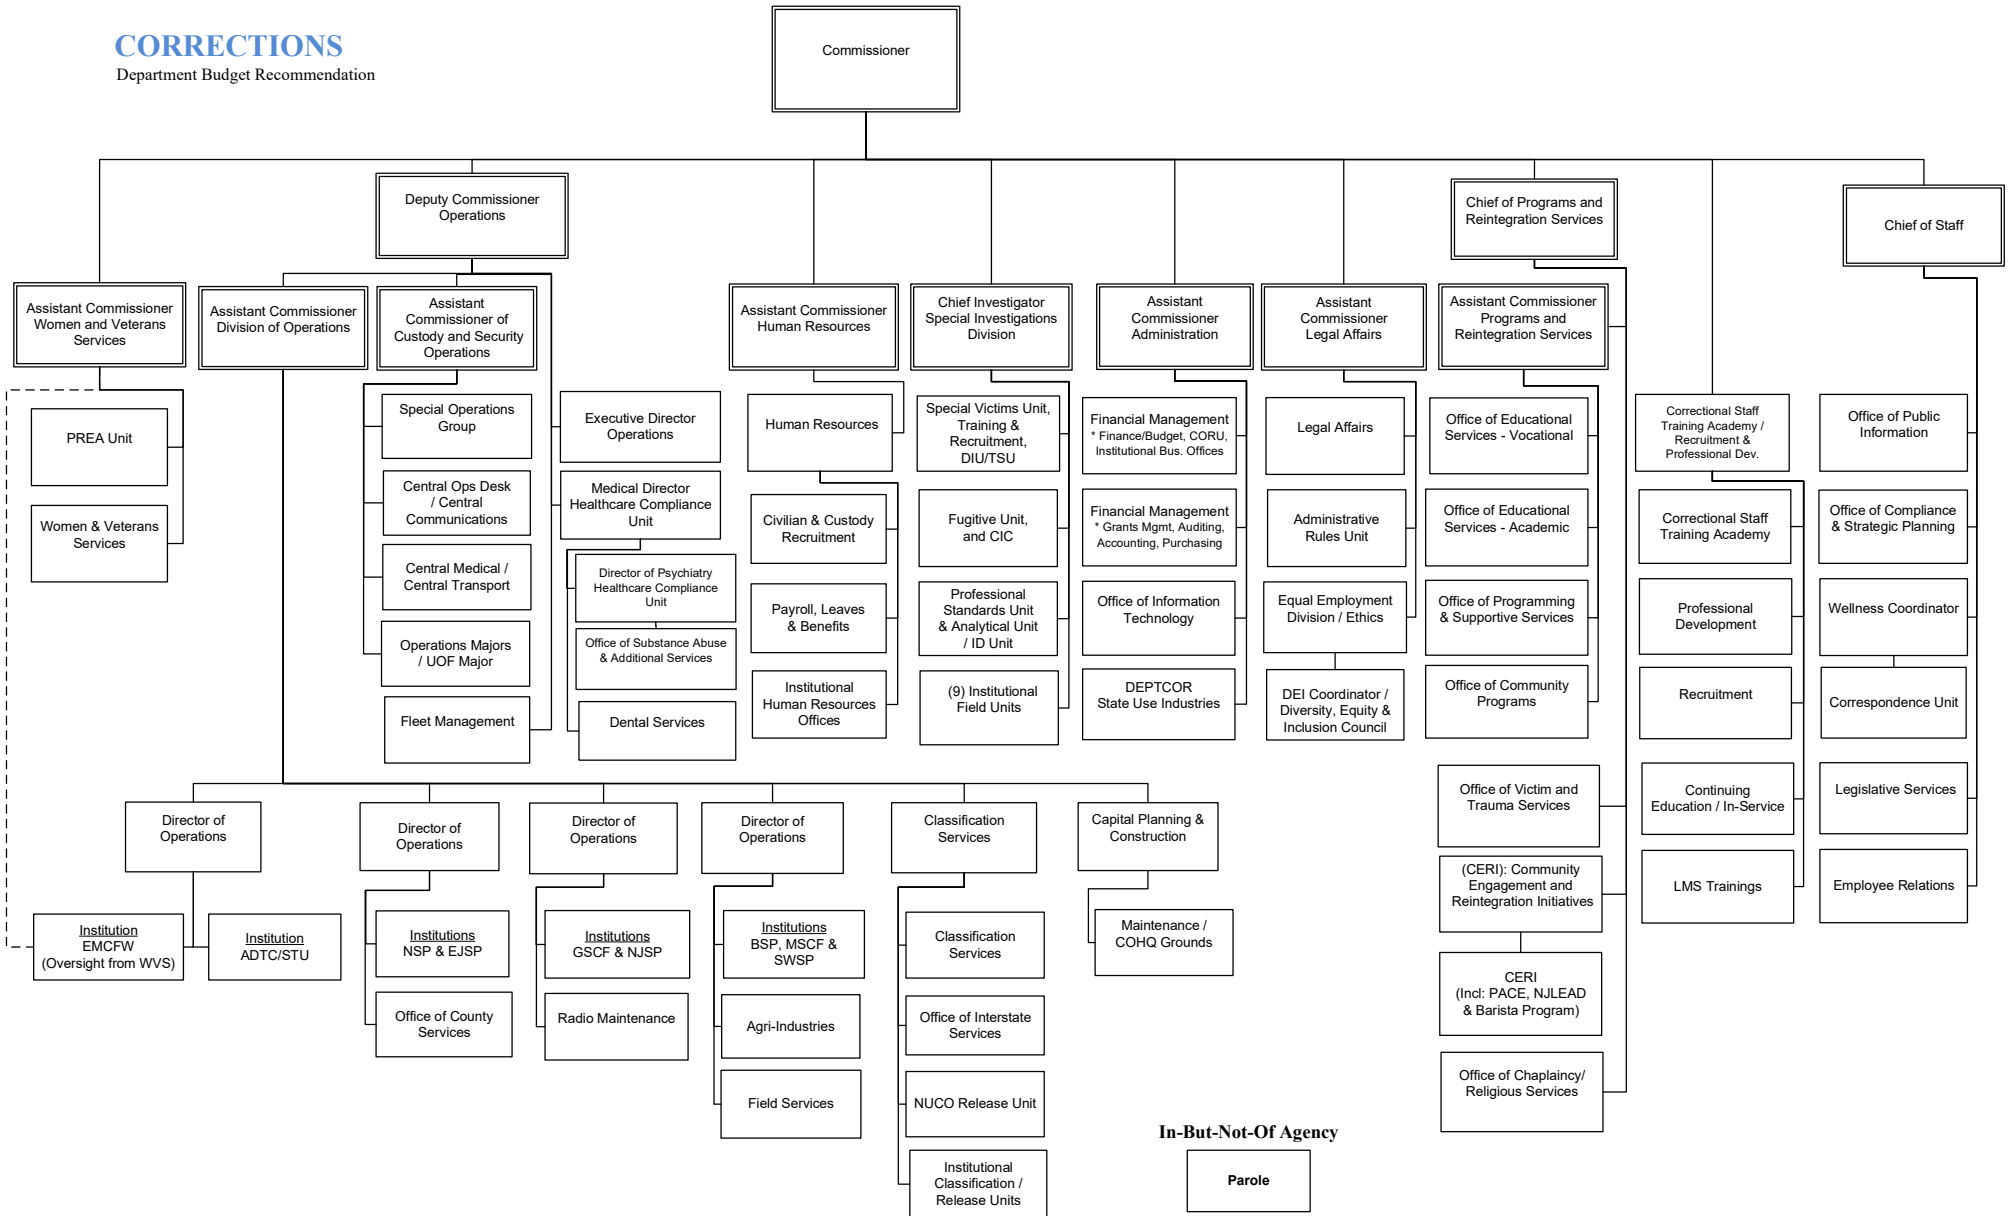 CORRECTIONS
Department Budget Recommendation
Commissioner
Deputy Commissioner
Operations
Chief of Programs and
Reintegration Services
Chief of Staff
Assistant Commissioner
Women and Veterans
Services
Assistant Commissioner
Division of Operations
Assistant
Commissioner of
Custody and Security
Operations
Assistant Commissioner
Human Resources
Chief Investigator
Special Investigations
Division
Assistant
Commissioner
Administration
Assistant
Commissioner
Legal Affairs
Assistant Commissioner
Programs and
Reintegration Services
PREA Unit
Women & Veterans
Services
Special Operations
Group
Central Ops Desk
/ Central
Communications
Central Medical /
Central Transport
Operations Majors
/ UOF Major
Fleet Management
Executive Director
Operations
Medical Director
Healthcare Compliance
Unit
Director of Psychiatry
Healthcare Compliance
Unit
Office of Substance Abuse
& Additional Services
Dental Services
Human Resources
Civilian & Custody
Recruitment
Payroll, Leaves
& Benefits
Institutional
Human Resources
Offices
Special Victims Unit,
Training &
Recruitment,
DIU/TSU
Fugitive Unit,
and CIC
Professional
Standards Unit
& Analytical Unit
/ ID Unit
(9) Institutional
Field Units
Financial Management
* Finance/Budget, CORU,
Institutional Bus. Offices
Financial Management
* Grants Mgmt, Auditing,
Accounting, Purchasing
Office of Information
Technology
DEPTCOR
State Use Industries
Legal Affairs
Administrative
Rules Unit
Equal Employment
Division / Ethics
DEI Coordinator /
Diversity, Equity &
Inclusion Council
Office of Educational
Services - Vocational
Office of Educational
Services - Academic
Office of Programming
& Supportive Services
Office of Community
Programs
Office of Victim and
Trauma Services
(CERI): Community
Engagement and
Reintegration Initiatives
CERI
(Incl: PACE, NJLEAD
& Barista Program)
Office of Chaplaincy/
Religious Services
Correctional Staff
Training Academy /
Recruitment &
Professional Dev.
Correctional Staff
Training Academy
Professional
Development
Recruitment
Continuing
Education / In-Service
LMS Trainings
Office of Public
Information
Office of Compliance
& Strategic Planning
Wellness Coordinator
Correspondence Unit
Legislative Services
Employee Relations
Director of
Operations
Director of
Operations
Director of
Operations
Director of
Operations
Classification
Services
Capital Planning &
Construction
Institution
EMCFW
(Oversight from WVS)
Institution
ADTC/STU
Institutions
NSP & EJSP
Office of County
Services
Institutions
GSCF & NJSP
Radio Maintenance
Institutions
BSP, MSCF &
SWSP
Agri-Industries
Field Services
Classification
Services
Office of Interstate
Services
NUCO Release Unit
Institutional
Classification /
Release Units
Maintenance /
COHQ Grounds
In-But-Not-Of Agency
Parole